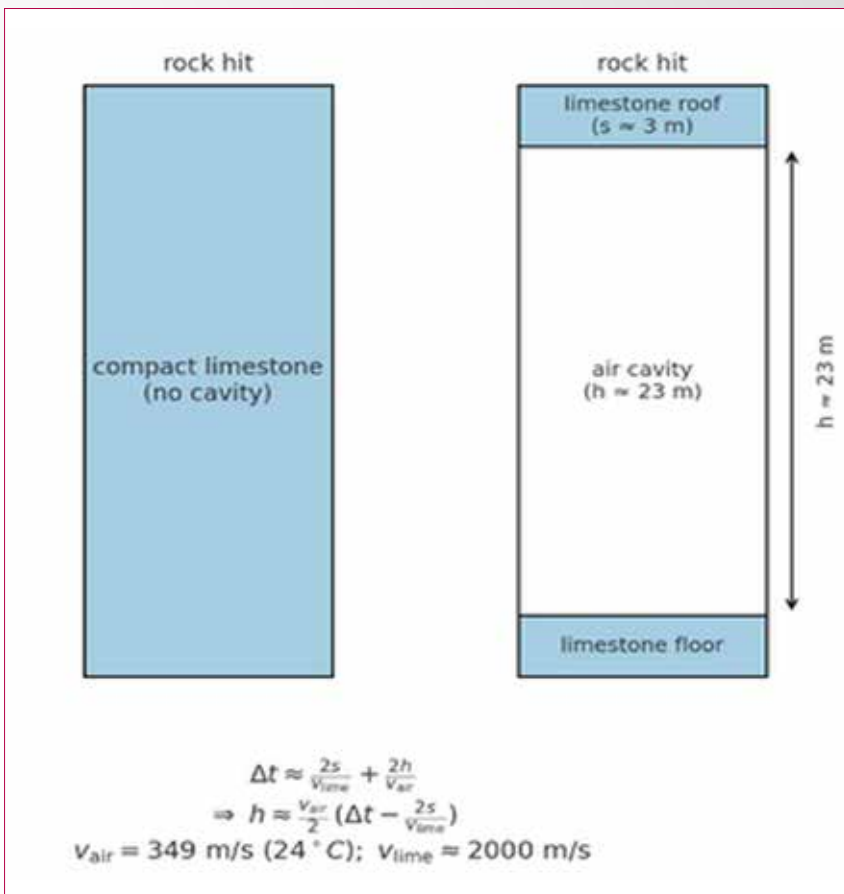 rock hit
compact limestone
(no cavity)
rock hit
limestone roof
(s ≈ 3 m)
air cavity
(h ≈ 23 m)
limestone floor
h ≈ 23 m
Δt ≈ 2s/v_lime + 2h/v_air
⇒ h ≈ v_air/2 (Δt − 2s/v_lime)
v_air = 349 m/s (24°C); v_lime ≈ 2000 m/s